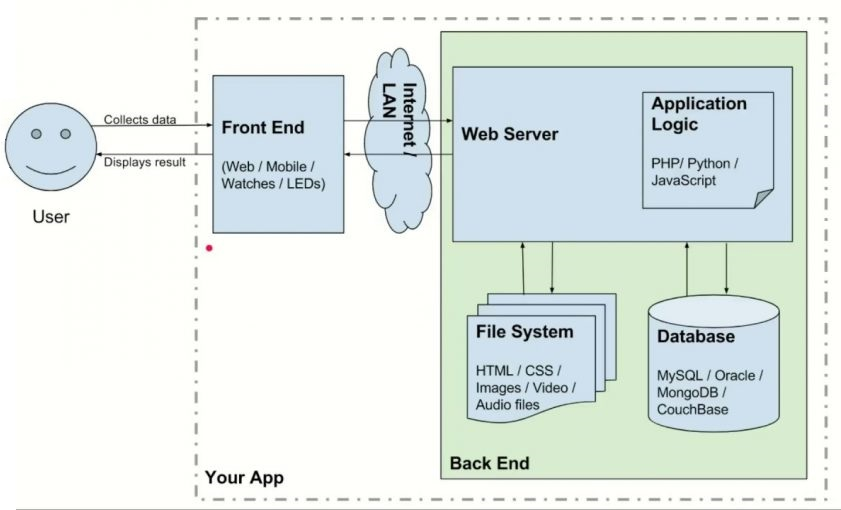 Collects data
Displays result
User
Front End
(Web / Mobile /
Watches / LEDs)
Internet /
LAN
Web Server
Application
Logic
PHP/ Python /
JavaScript
File System
HTML / CSS /
Images / Video /
Audio files
Database
MySQL / Oracle /
MongoDB /
CouchBase
Back End
Your App